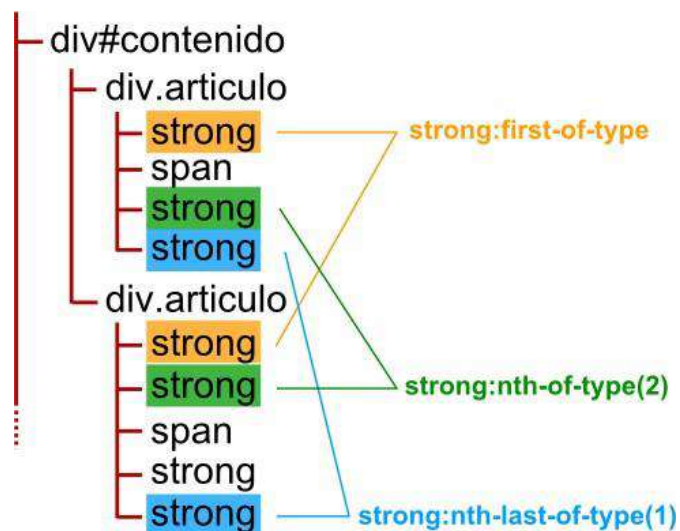 div#contenido
div.articulo
strong
strong:first-of-type
span
strong
strong
div.articulo
strong
strong
strong:nth-of-type(2)
span
strong
strong
strong:nth-last-of-type(1)